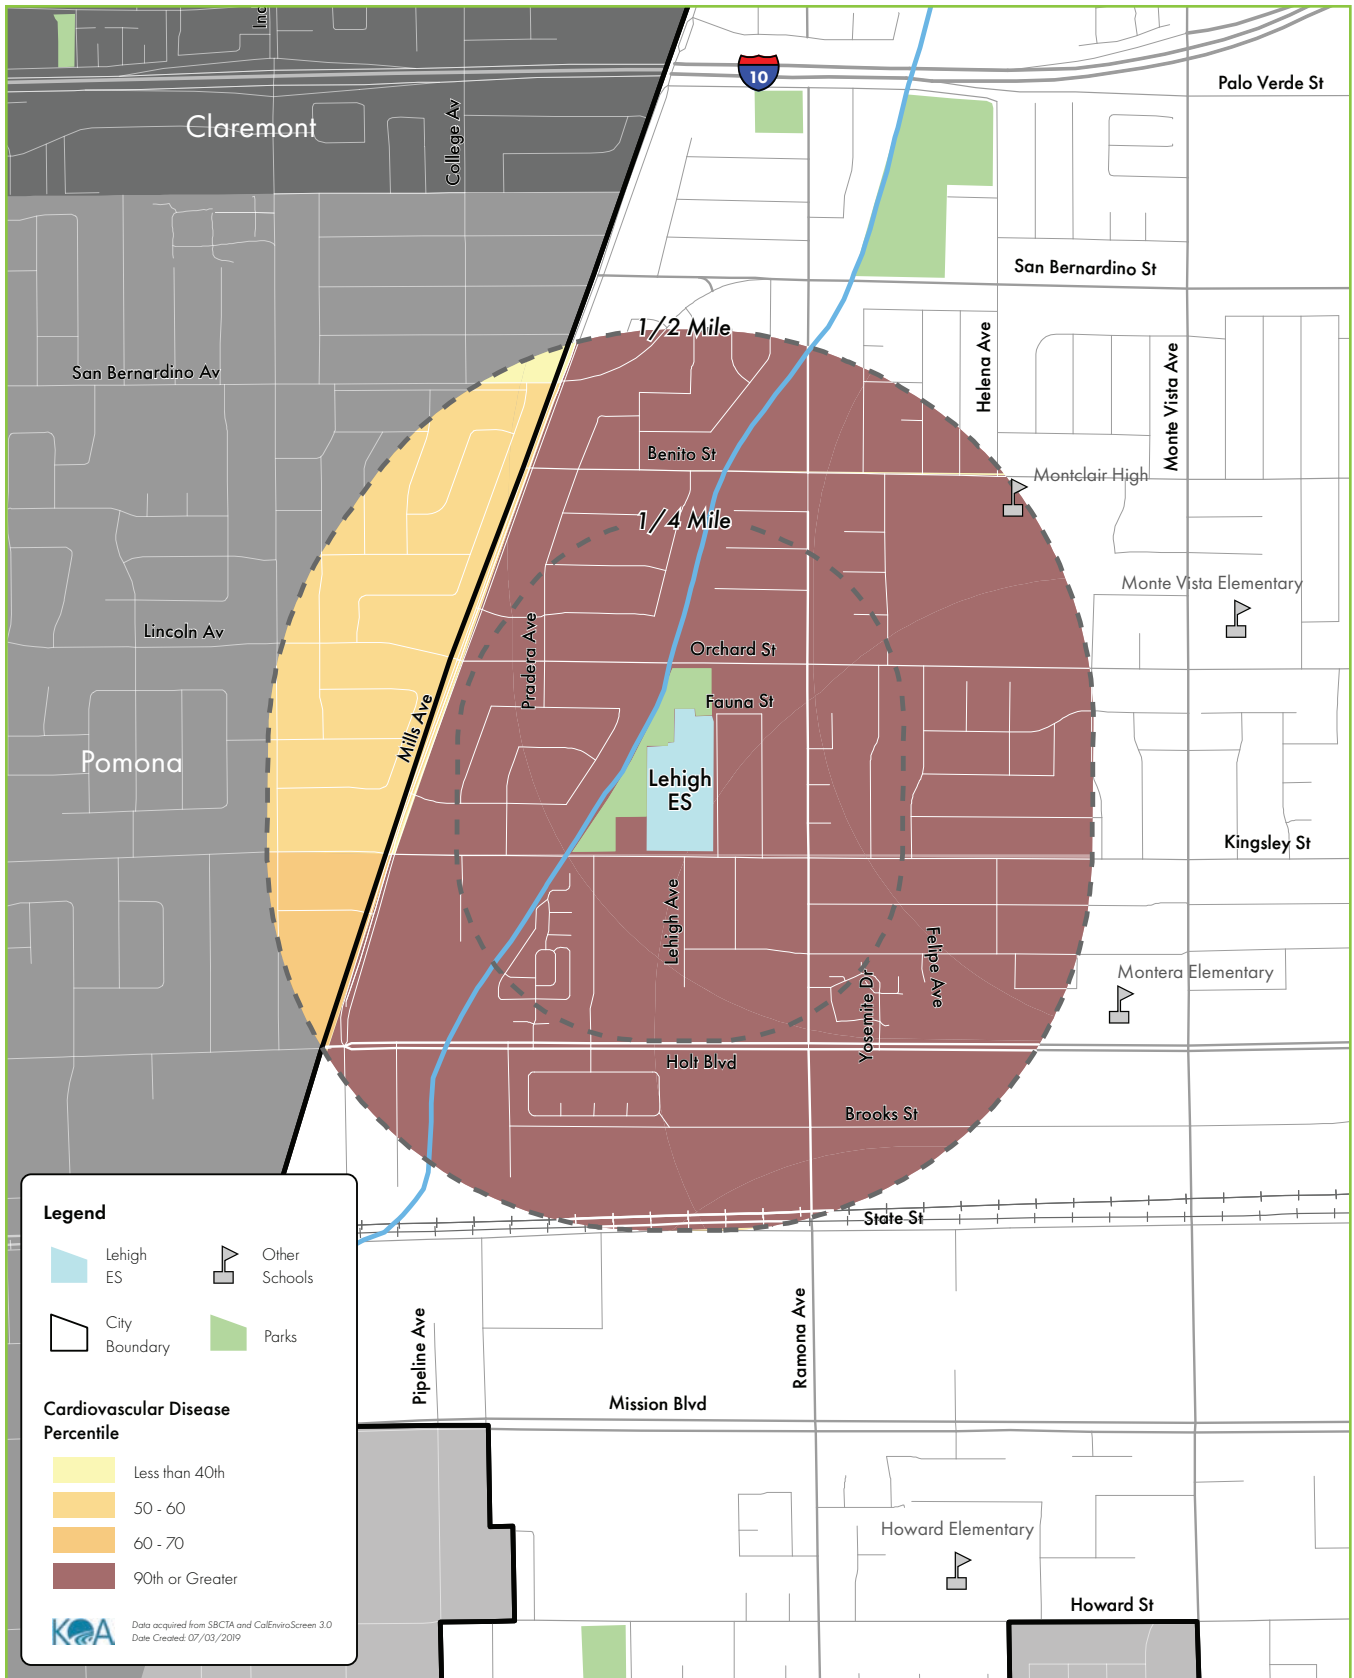 Inc
10
Palo Verde St
Claremont
College Av
San Bernardino St
1/2 Mile
Helena Ave
Monte Vista Ave
San Bernardino Av
Benito St
Montclair High
1/4 Mile
Monte Vista Elementary
Lincoln Av
Pradera Ave
Orchard St
Mills Ave
Fauna St
Pomona
Lehigh
ES
Kingsley St
Lehigh Ave
Felipe Ave
Yosemite Dr
Montera Elementary
Holt Blvd
Brooks St
State St
Ramona Ave
Pipeline Ave
Mission Blvd
Howard Elementary
Howard St
Legend
Lehigh
ES
Other
Schools
City
Boundary
Parks
Cardiovascular Disease
Percentile
Less than 40th
50 - 60
60 - 70
90th or Greater
KOA
Data acquired from SBCTA and CalEnviroScreen 3.0
Date Created: 07/03/2019